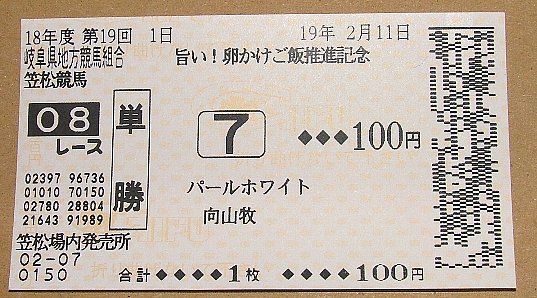 18年度 第19回 1日 19年 2月11日
岐阜県地方競馬組合 旨い！卵かけご飯推進記念
笠松競馬
08
レース
単勝
7
◆◆◆100円
パールホワイト
向山牧
02397 96736
01010 70150
02780 28804
21643 91989
笠松場内発売所
02-07
0150
合計◆◆◆◆1枚 ◆◆◆◆100円